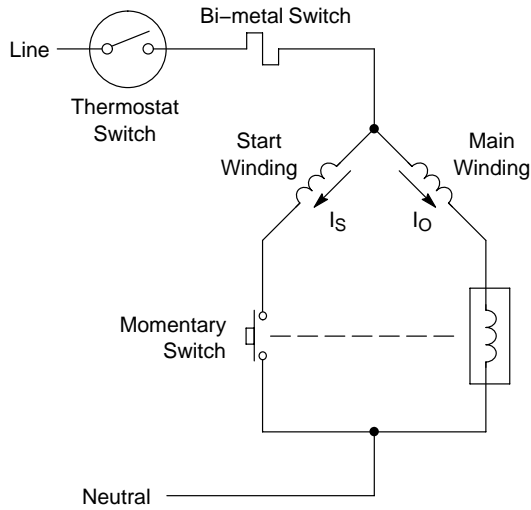 Bi–metal Switch
Line
Thermostat
Switch
Start
Winding
Main
Winding
IS
IO
Momentary
Switch
Neutral